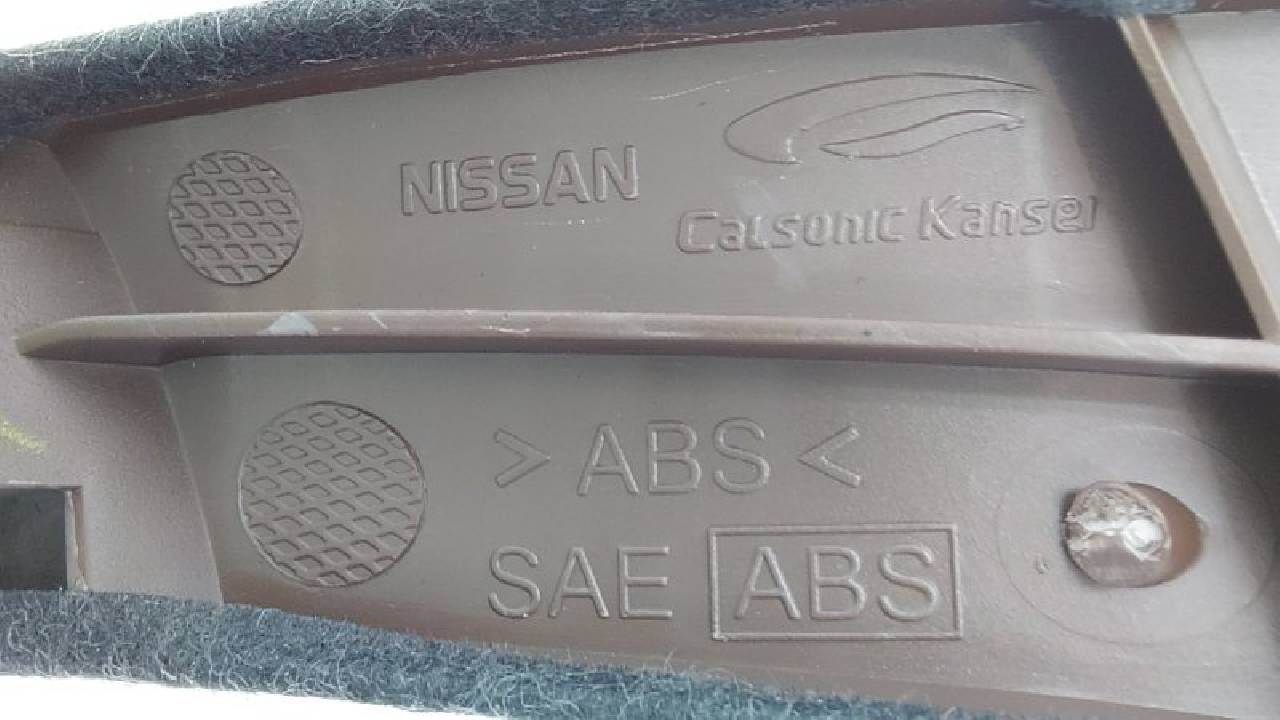 NISSAN
Calsonic Kansei
> ABS <
SAE ABS